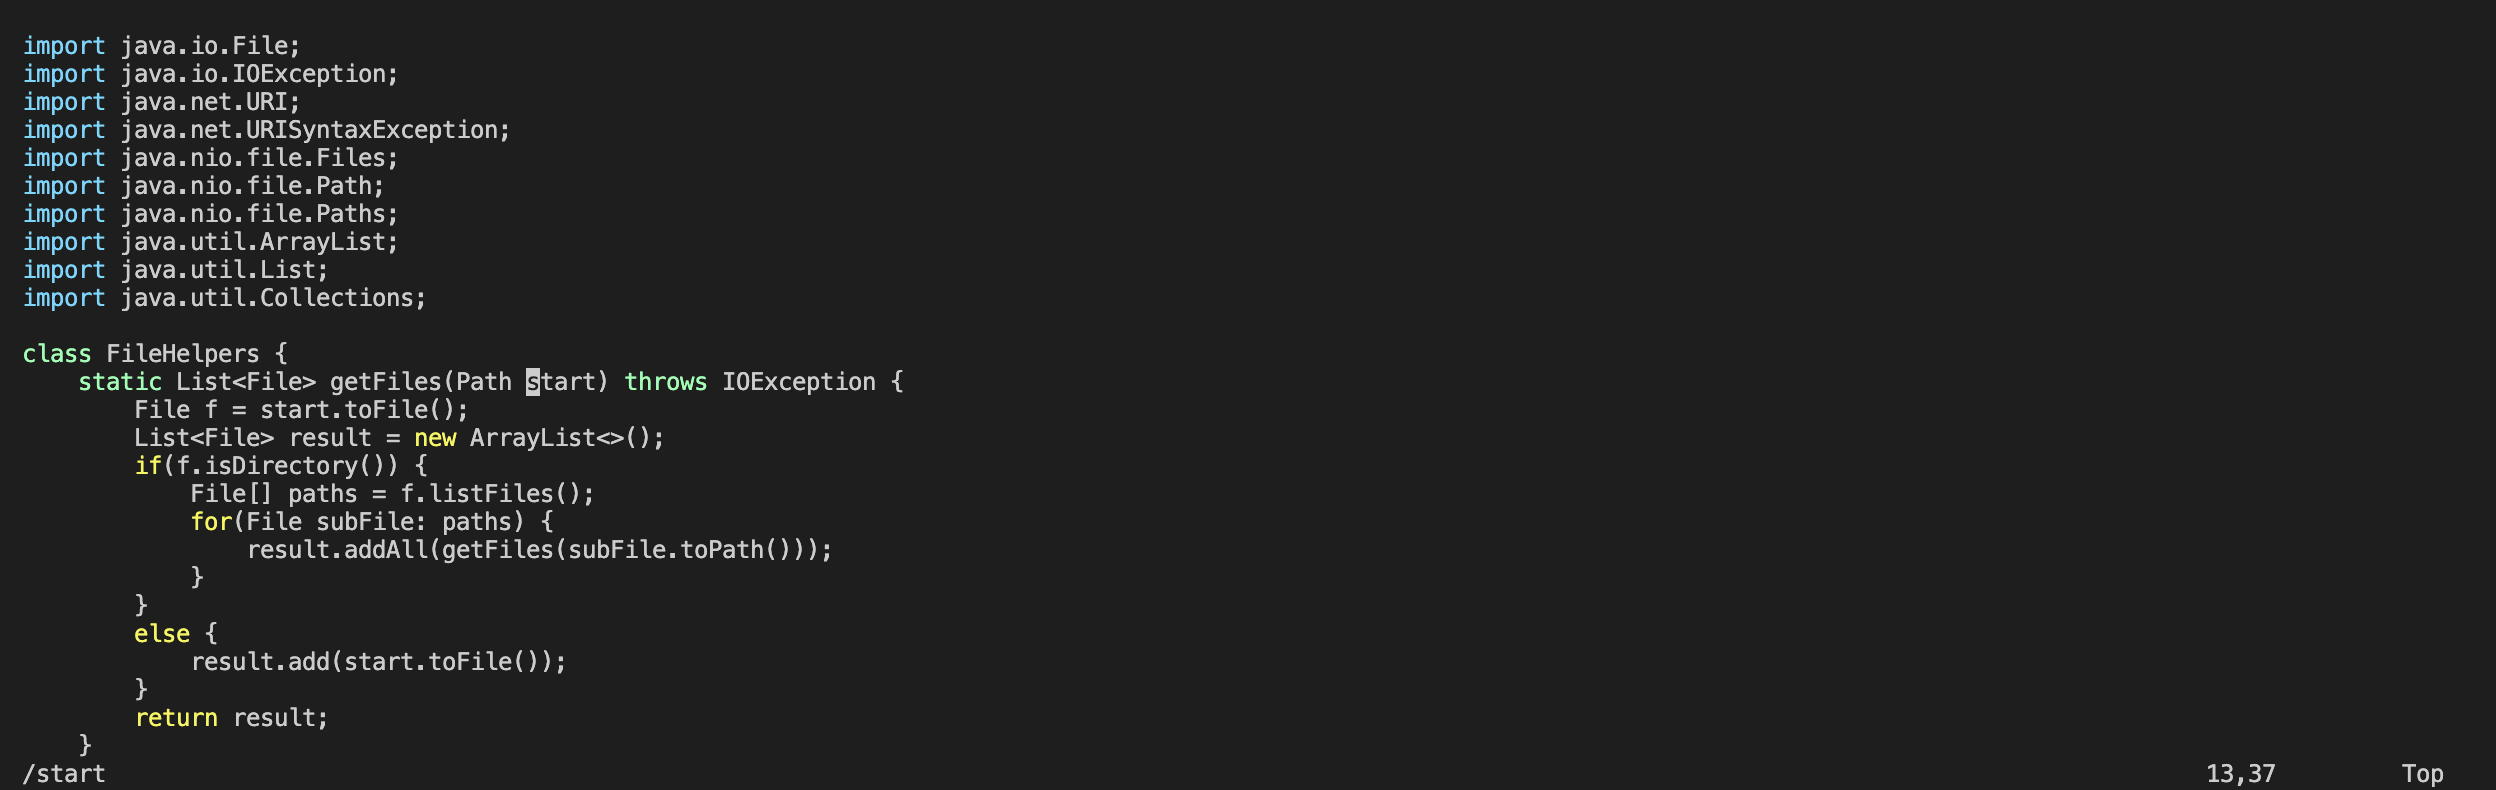 import java.io.File;
import java.io.IOException;
import java.net.URI;
import java.net.URISyntaxException;
import java.nio.file.Files;
import java.nio.file.Path;
import java.nio.file.Paths;
import java.util.ArrayList;
import java.util.List;
import java.util.Collections;

class FileHelpers {
    static List<File> getFiles(Path start) throws IOException {
        File f = start.toFile();
        List<File> result = new ArrayList<>();
        if(f.isDirectory()) {
            File[] paths = f.listFiles();
            for(File subFile: paths) {
                result.addAll(getFiles(subFile.toPath()));
            }
        }
        else {
            result.add(start.toFile());
        }
        return result;
    }
/start 13,37 Top